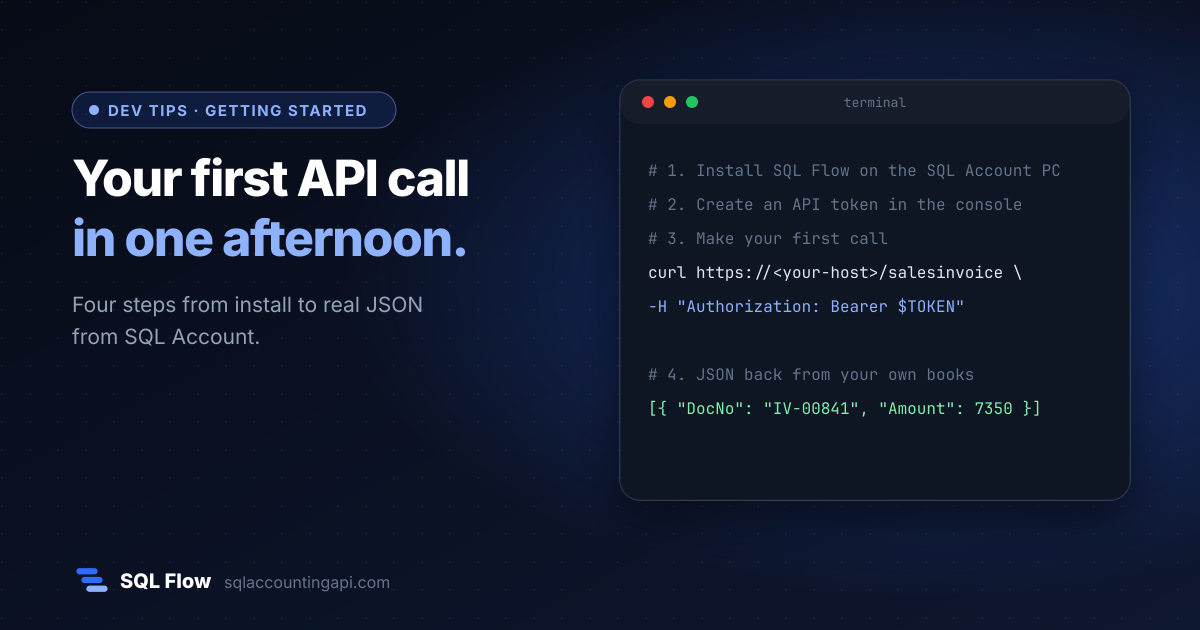 DEV TIPS · GETTING STARTED
Your first API call
in one afternoon.
Four steps from install to real JSON
from SQL Account.
terminal
# 1. Install SQL Flow on the SQL Account PC
# 2. Create an API token in the console
# 3. Make your first call
curl https://<your-host>/salesinvoice \
-H "Authorization: Bearer $TOKEN"
# 4. JSON back from your own books
[{ "DocNo": "IV-00841", "Amount": 7350 }]
SQL Flow sqlaccountingapi.com